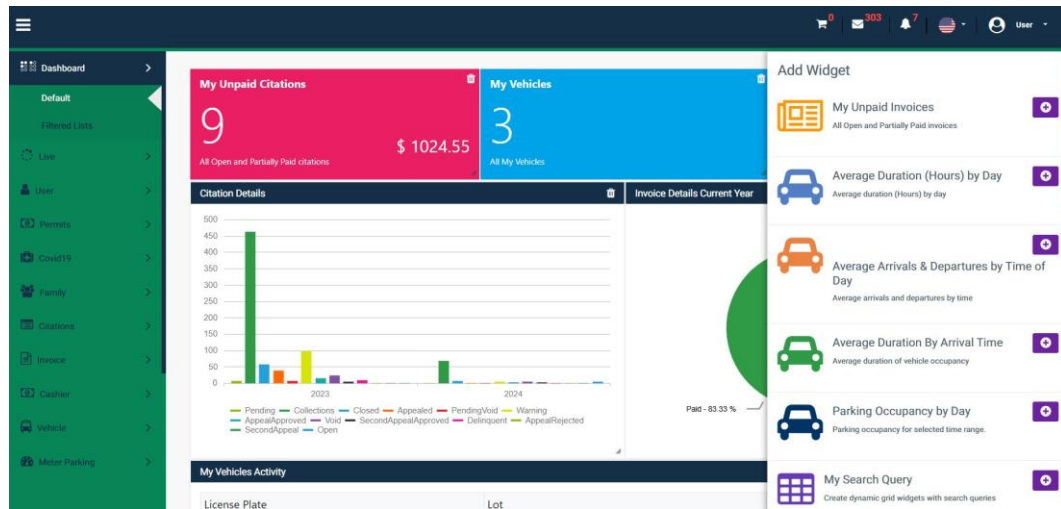 0
303
7
User
Dashboard
Default
Filtered Lists
Live
User
Permits
Covid19
Family
Citations
Invoice
Cashier
Vehicle
Meter Parking
My Unpaid Citations
9
$ 1024.55
All Open and Partially Paid citations
My Vehicles
3
All My Vehicles
Citation Details
500
450
400
350
300
250
200
150
100
50
0
2023
2024
Pending Collections Closed Appealed PendingVoid Warning
AppealApproved Void SecondAppealApproved Delinquent AppealRejected
SecondAppeal Open
Invoice Details Current Year
Paid - 83.33 %
My Vehicles Activity
License Plate
Lot
Add Widget
My Unpaid Invoices
All Open and Partially Paid invoices
Average Duration (Hours) by Day
Average duration (Hours) by day
Average Arrivals & Departures by Time of
Day
Average arrivals and departures by time
Average Duration By Arrival Time
Average duration of vehicle occupancy
Parking Occupancy by Day
Parking occupancy for selected time range.
My Search Query
Create dynamic grid widgets with search queries